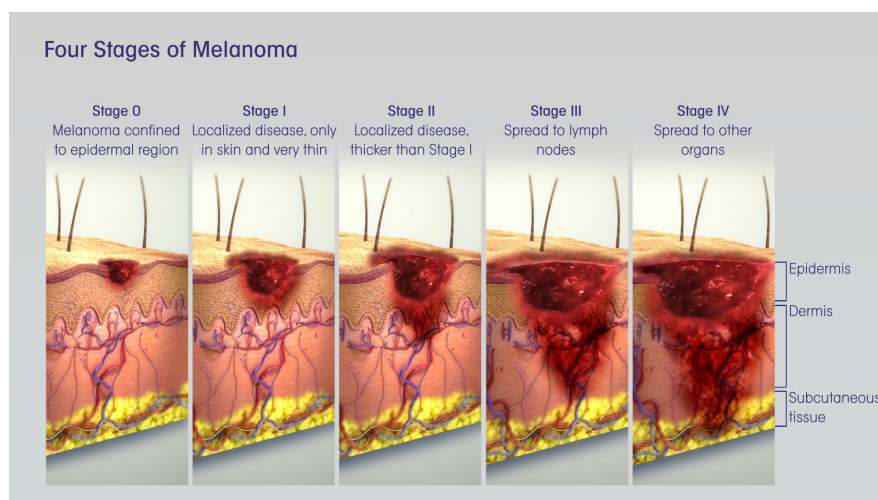 Four Stages of Melanoma
Stage 0
Melanoma confined
to epidermal region
Stage I
Localized disease, only
in skin and very thin
Stage II
Localized disease,
thicker than Stage I
Stage III
Spread to lymph
nodes
Stage IV
Spread to other
organs
Epidermis
Dermis
Subcutaneous
tissue